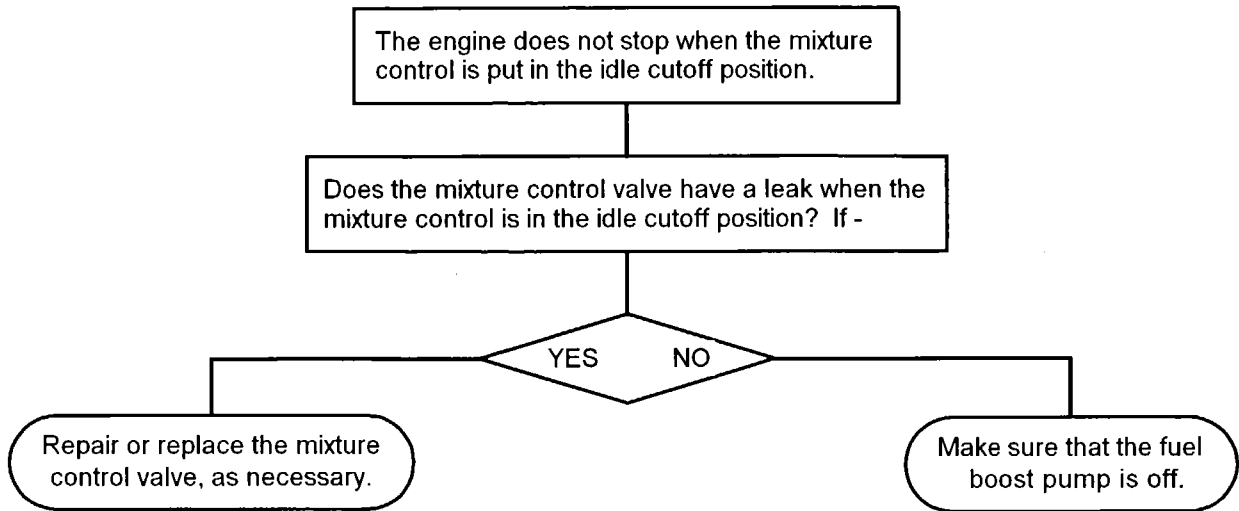 The engine does not stop when the mixture
control is put in the idle cutoff position.
Does the mixture control valve have a leak when the
mixture control is in the idle cutoff position? If -
YES NO
Repair or replace the mixture
control valve, as necessary.
Make sure that the fuel
boost pump is off.